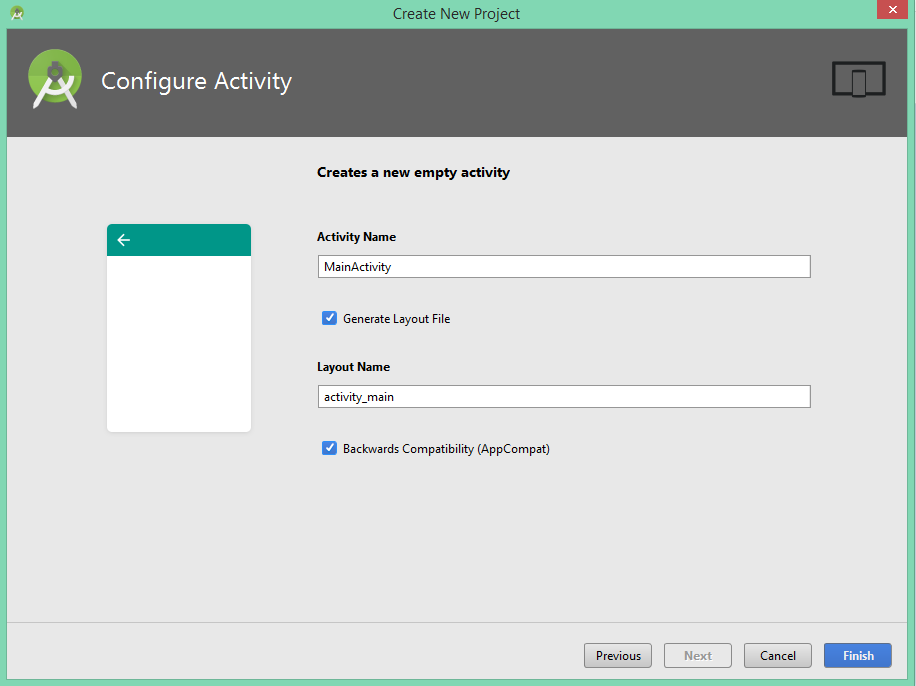 Create New Project
Configure Activity
Creates a new empty activity
Activity Name
MainActivity
Generate Layout File
Layout Name
activity_main
Backwards Compatibility (AppCompat)
Previous Next Cancel Finish